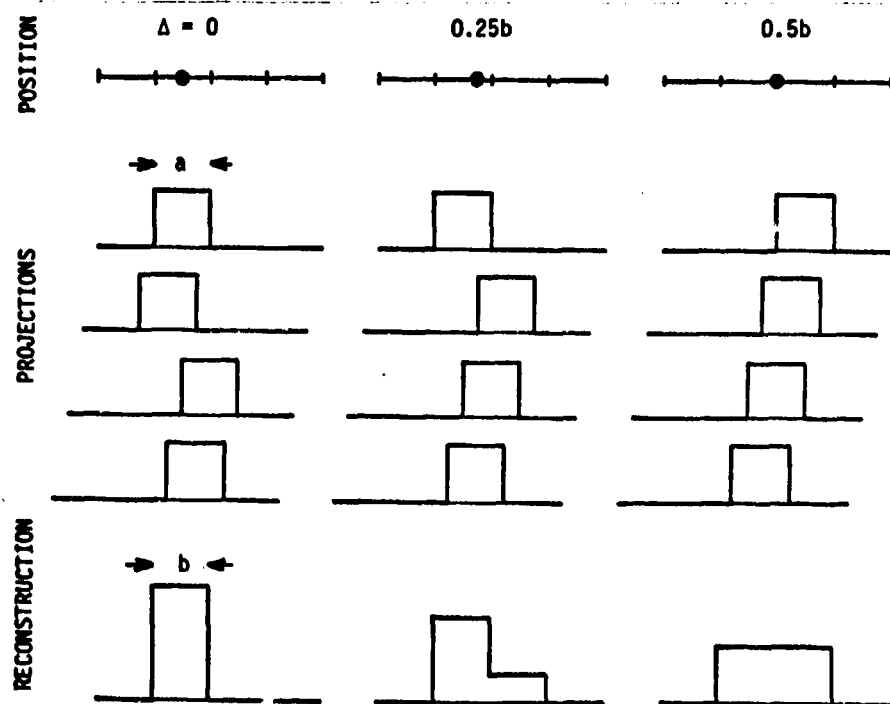 POSITION
Δ = 0
0.25b
0.5b
PROJECTIONS
a
RECONSTRUCTION
b